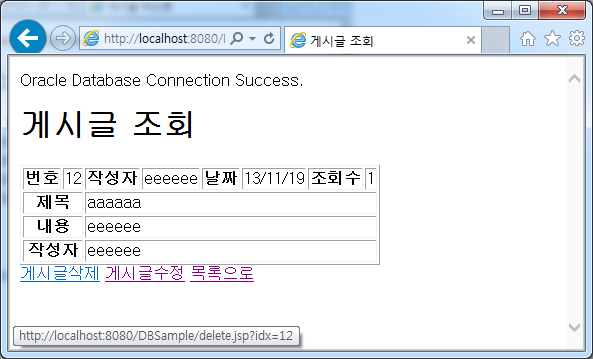 http://localhost:8080/
게시글 조회
Oracle Database Connection Success.
게시글 조회
번호 12 작성자 eeeeee 날짜 13/11/19 조회수 1
제목 aaaaaa
내용 eeeeee
작성자 eeeeee
게시글삭제 게시글수정 목록으로
http://localhost:8080/DBSample/delete.jsp?idx=12